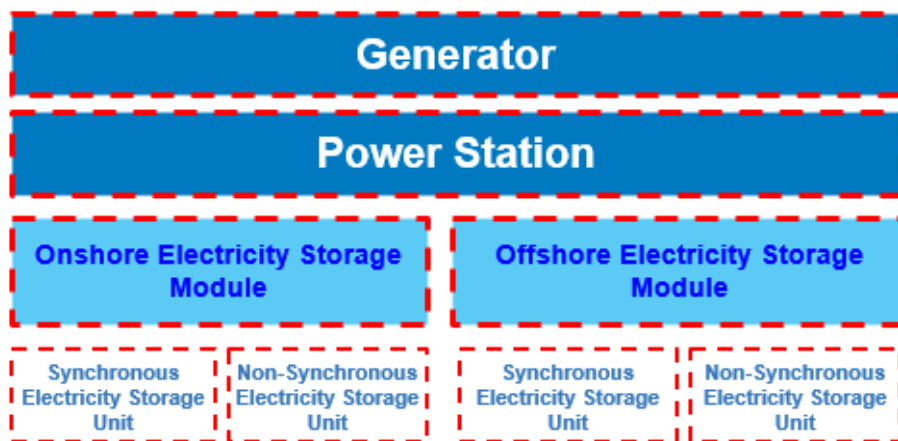 Generator
Power Station
Onshore Electricity Storage
Module
Offshore Electricity Storage
Module
Synchronous
Electricity Storage
Unit
Non-Synchronous
Electricity Storage
Unit
Synchronous
Electricity Storage
Unit
Non-Synchronous
Electricity Storage
Unit